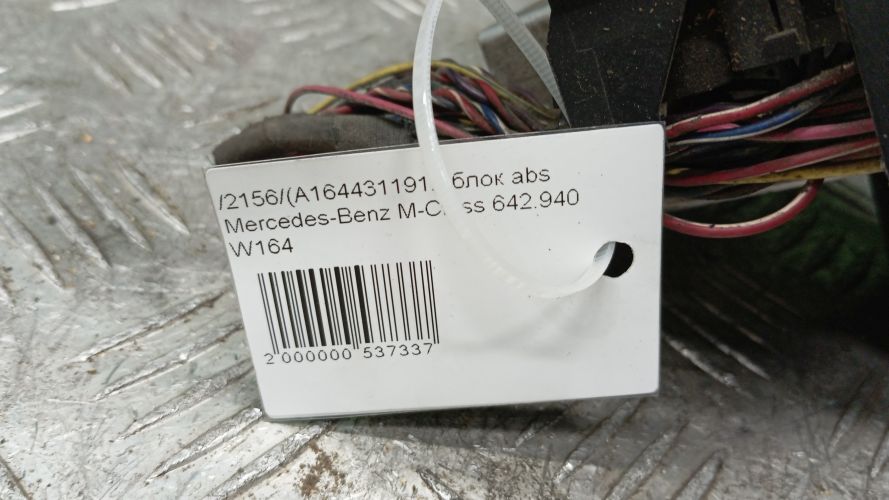 /2156/(A164431191 блок abs
Mercedes-Benz 642.940
W164
2 000000 537337